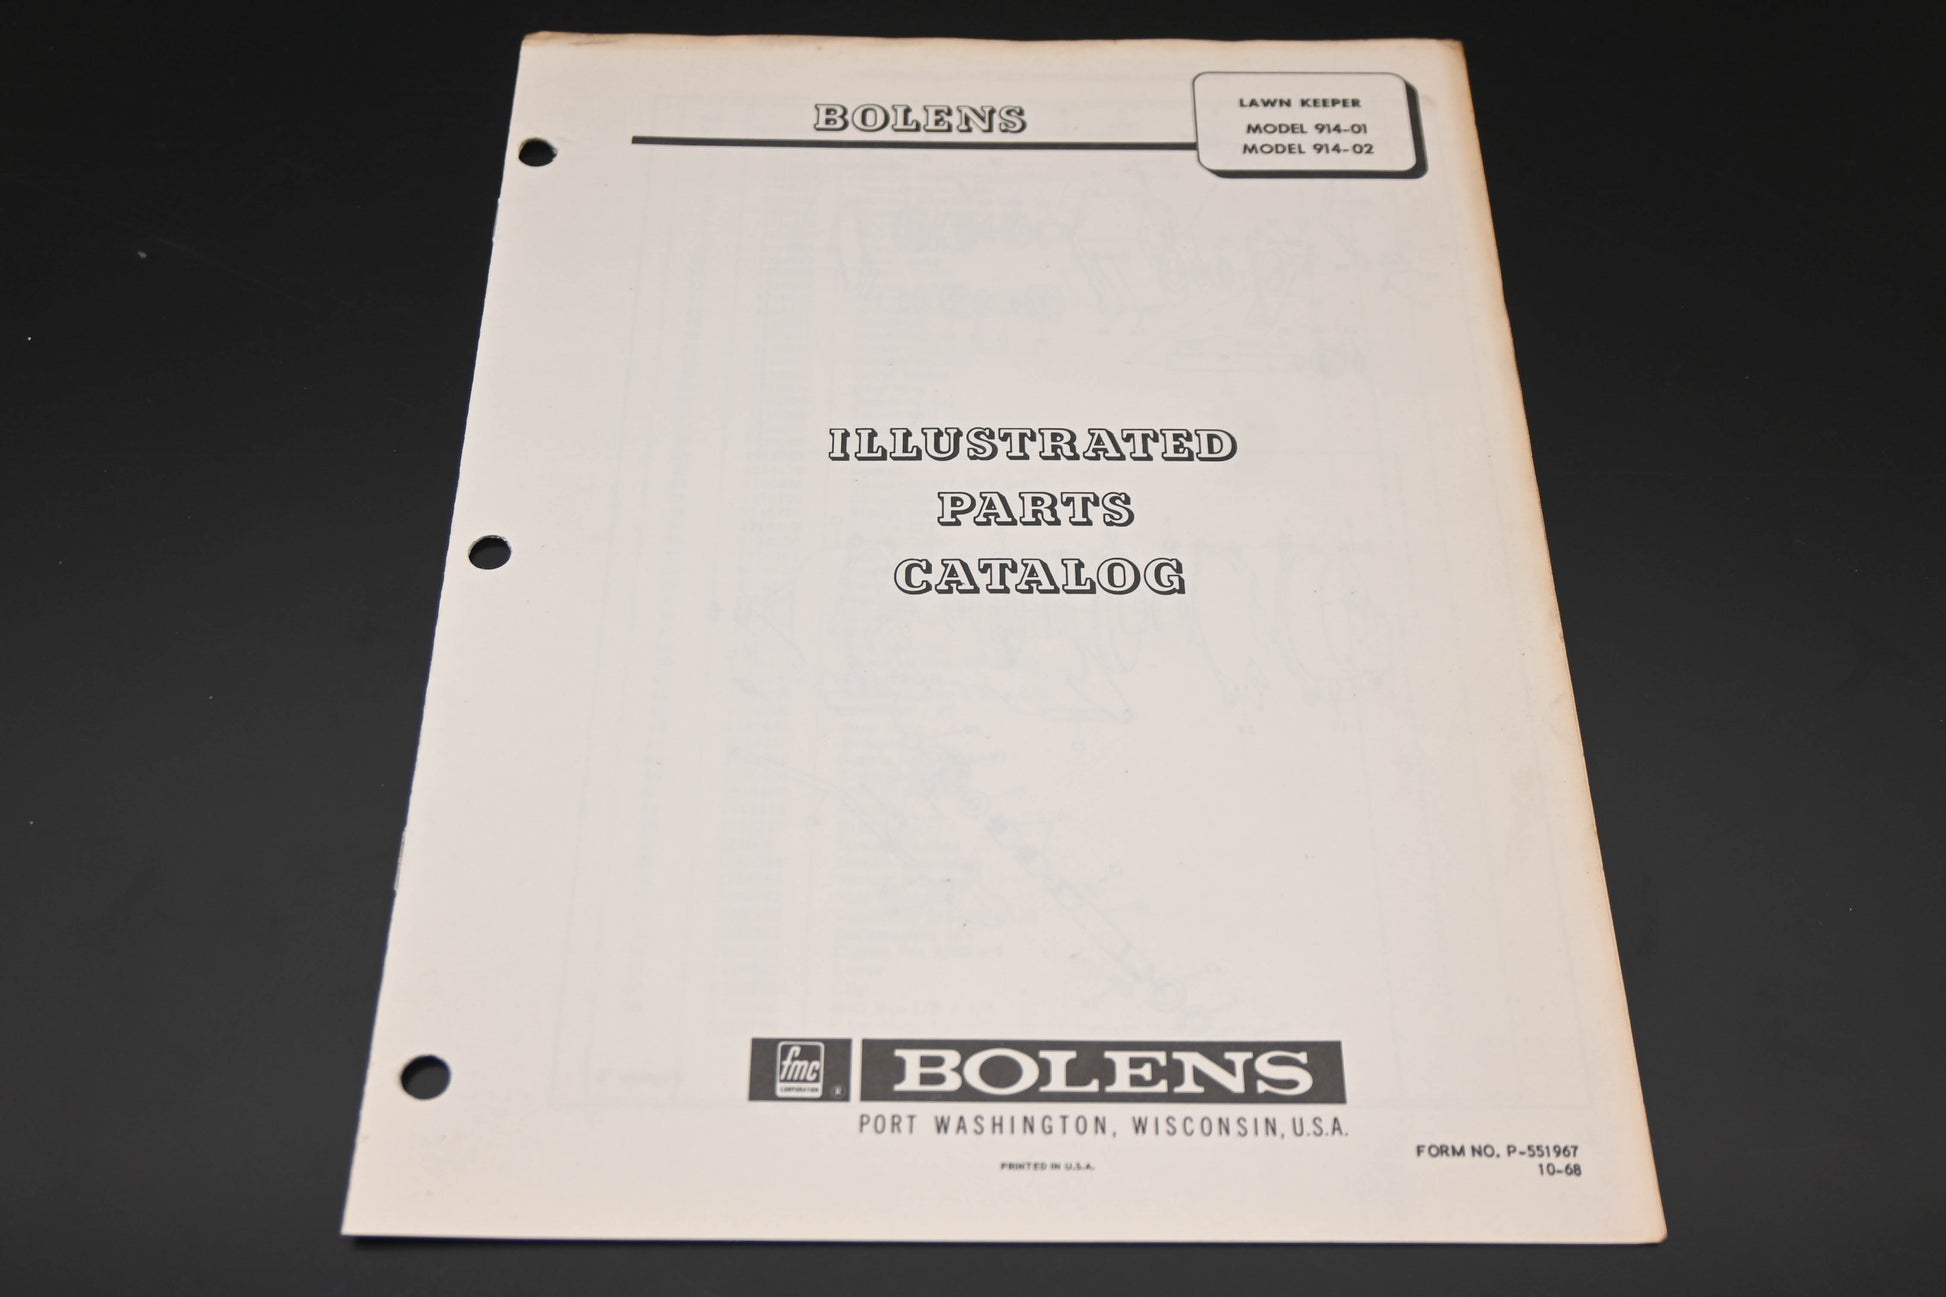 BOLENS
LAWN KEEPER
MODEL 914-01
MODEL 914-02
ILLUSTRATED
PARTS
CATALOG
fmc
CORPORATION
®
BOLENS
PORT WASHINGTON, WISCONSIN, U.S.A.
PRINTED IN U.S.A.
FORM NO. P-551967
10-68